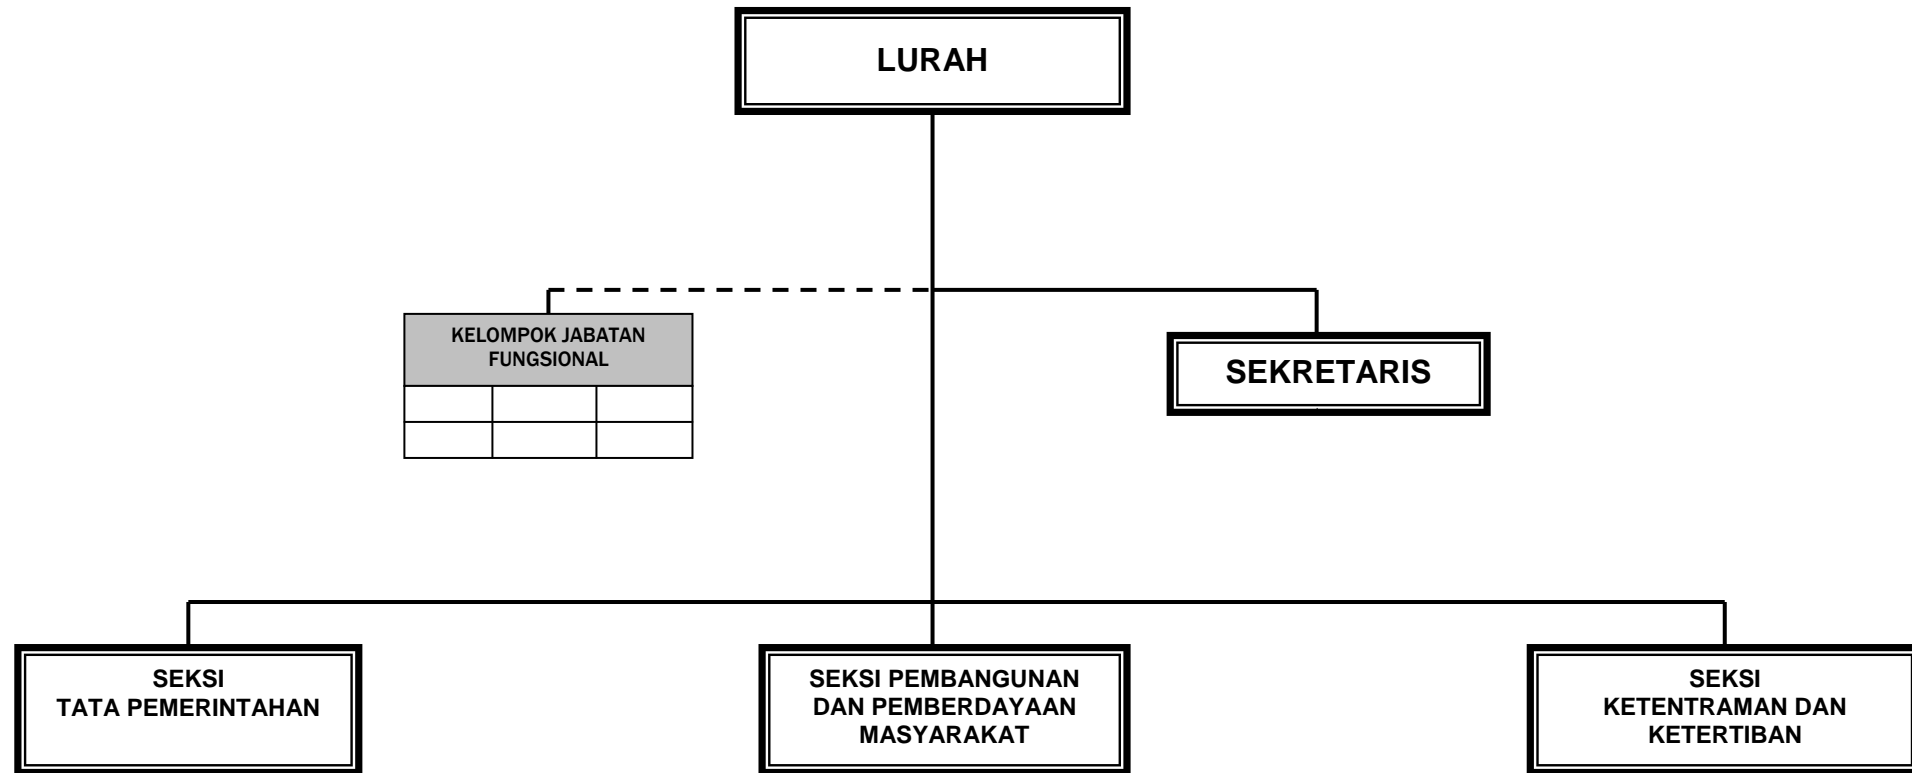 LURAH
KELOMPOK JABATAN
FUNGSIONAL
SEKRETARIS
SEKSI
TATA PEMERINTAHAN
SEKSI PEMBANGUNAN
DAN PEMBERDAYAAN
MASYARAKAT
SEKSI
KETENTRAMAN DAN
KETERTIBAN